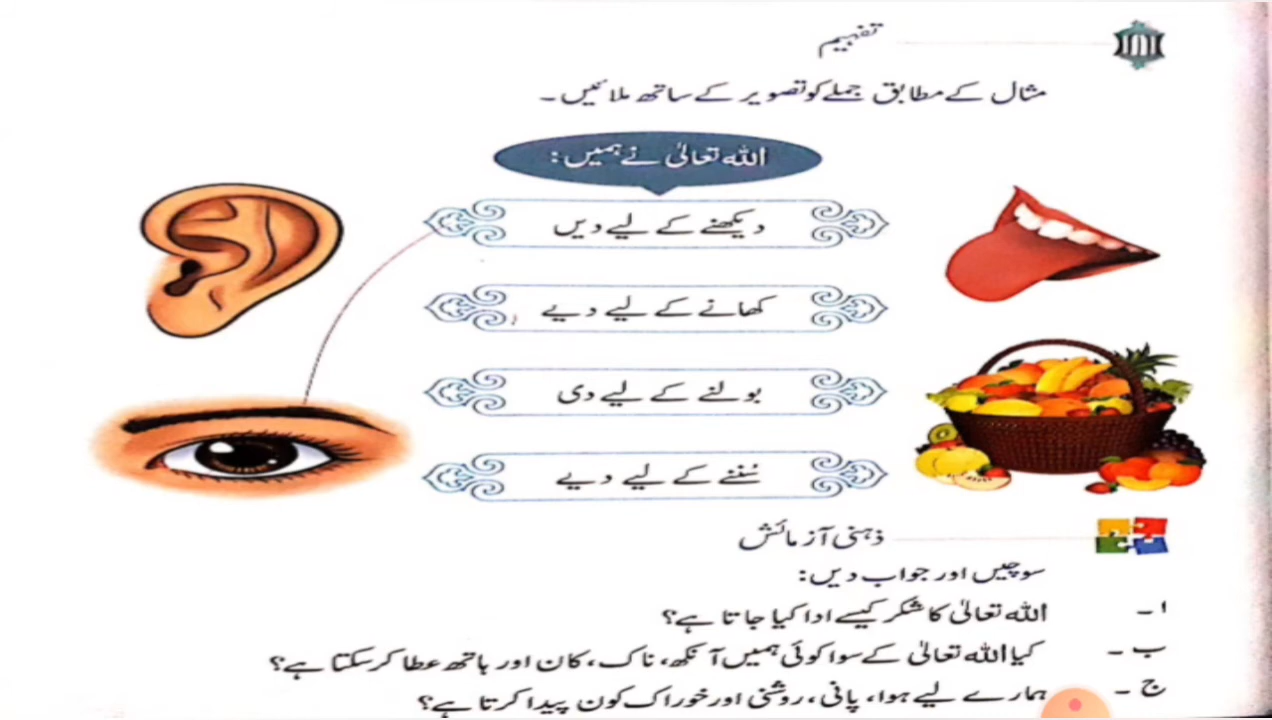 تفہیم
مثال کے مطابق جملے کو تصویر کے ساتھ ملائیں۔
اللہ تعالیٰ نے ہمیں:
دیکھنے کے لیے دیں
کھانے کے لیے دیے
بولنے کے لیے دی
سُننے کے لیے دیے
ذہنی آزمائش
سوچیں اور جواب دیں:
ا۔ اللہ تعالیٰ کا شکر کیسے ادا کیا جاتا ہے؟
ب۔ کیا اللہ تعالیٰ کے سوا کوئی ہمیں آنکھ، ناک، کان اور ہاتھ عطا کر سکتا ہے؟
ج۔ ہمارے لیے ہوا، پانی، روشنی اور خوراک کون پیدا کرتا ہے؟